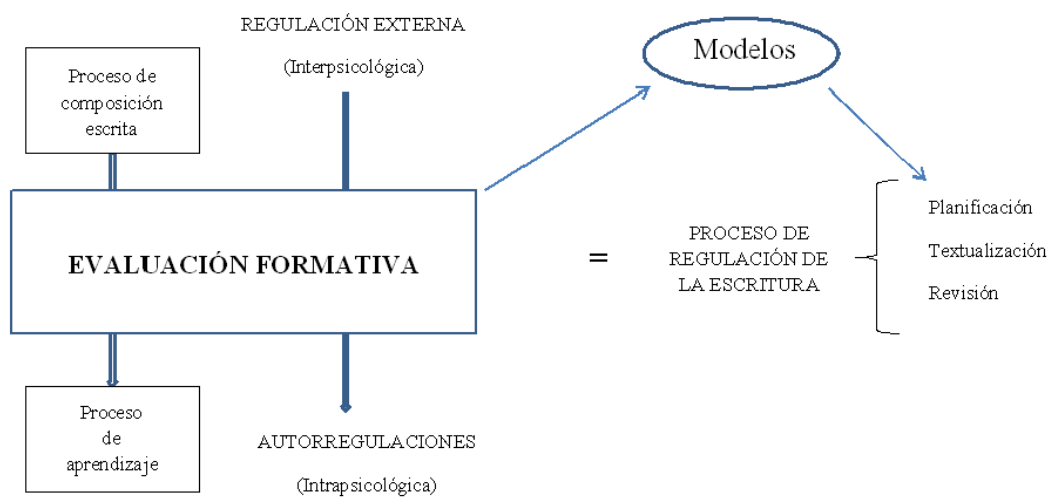 REGULACIÓN EXTERNA
(Interpsicológica)
Modelos
Proceso de
composición
escrita
EVALUACIÓN FORMATIVA
=
PROCESO DE
REGULACIÓN DE
LA ESCRITURA
Planificación
Textualización
Revisión
Proceso
de
aprendizaje
AUTORREGULACIONES
(Intrapsicológica)